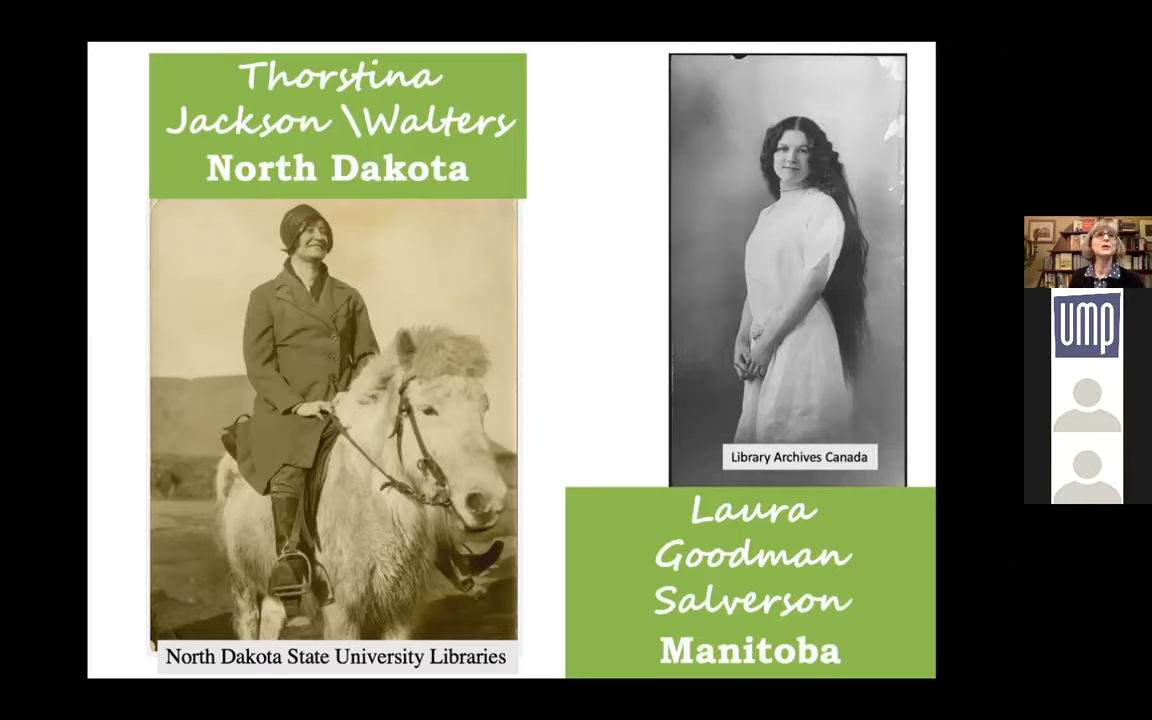 Thorstina
Jackson \Walters
North Dakota
North Dakota State University Libraries
Library Archives Canada
Laura
Goodman
Salverson
Manitoba
ump